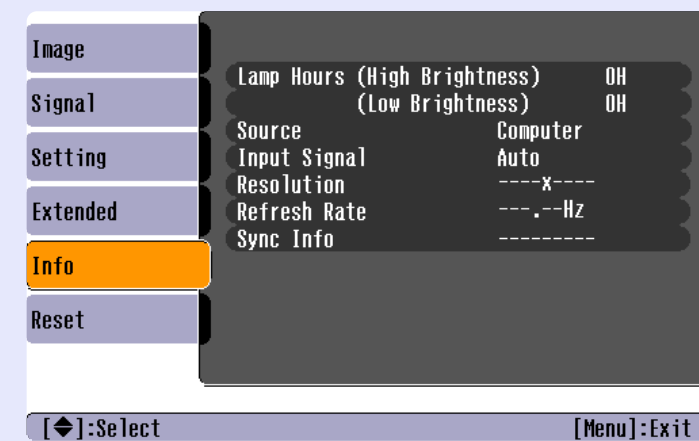 Image
Signal
Setting
Extended
Info
Reset
Lamp Hours (High Brightness) 0H
(Low Brightness) 0H
Source Computer
Input Signal Auto
Resolution ----x----
Refresh Rate ---.--Hz
Sync Info ---------
[◆]:Select [Menu]:Exit